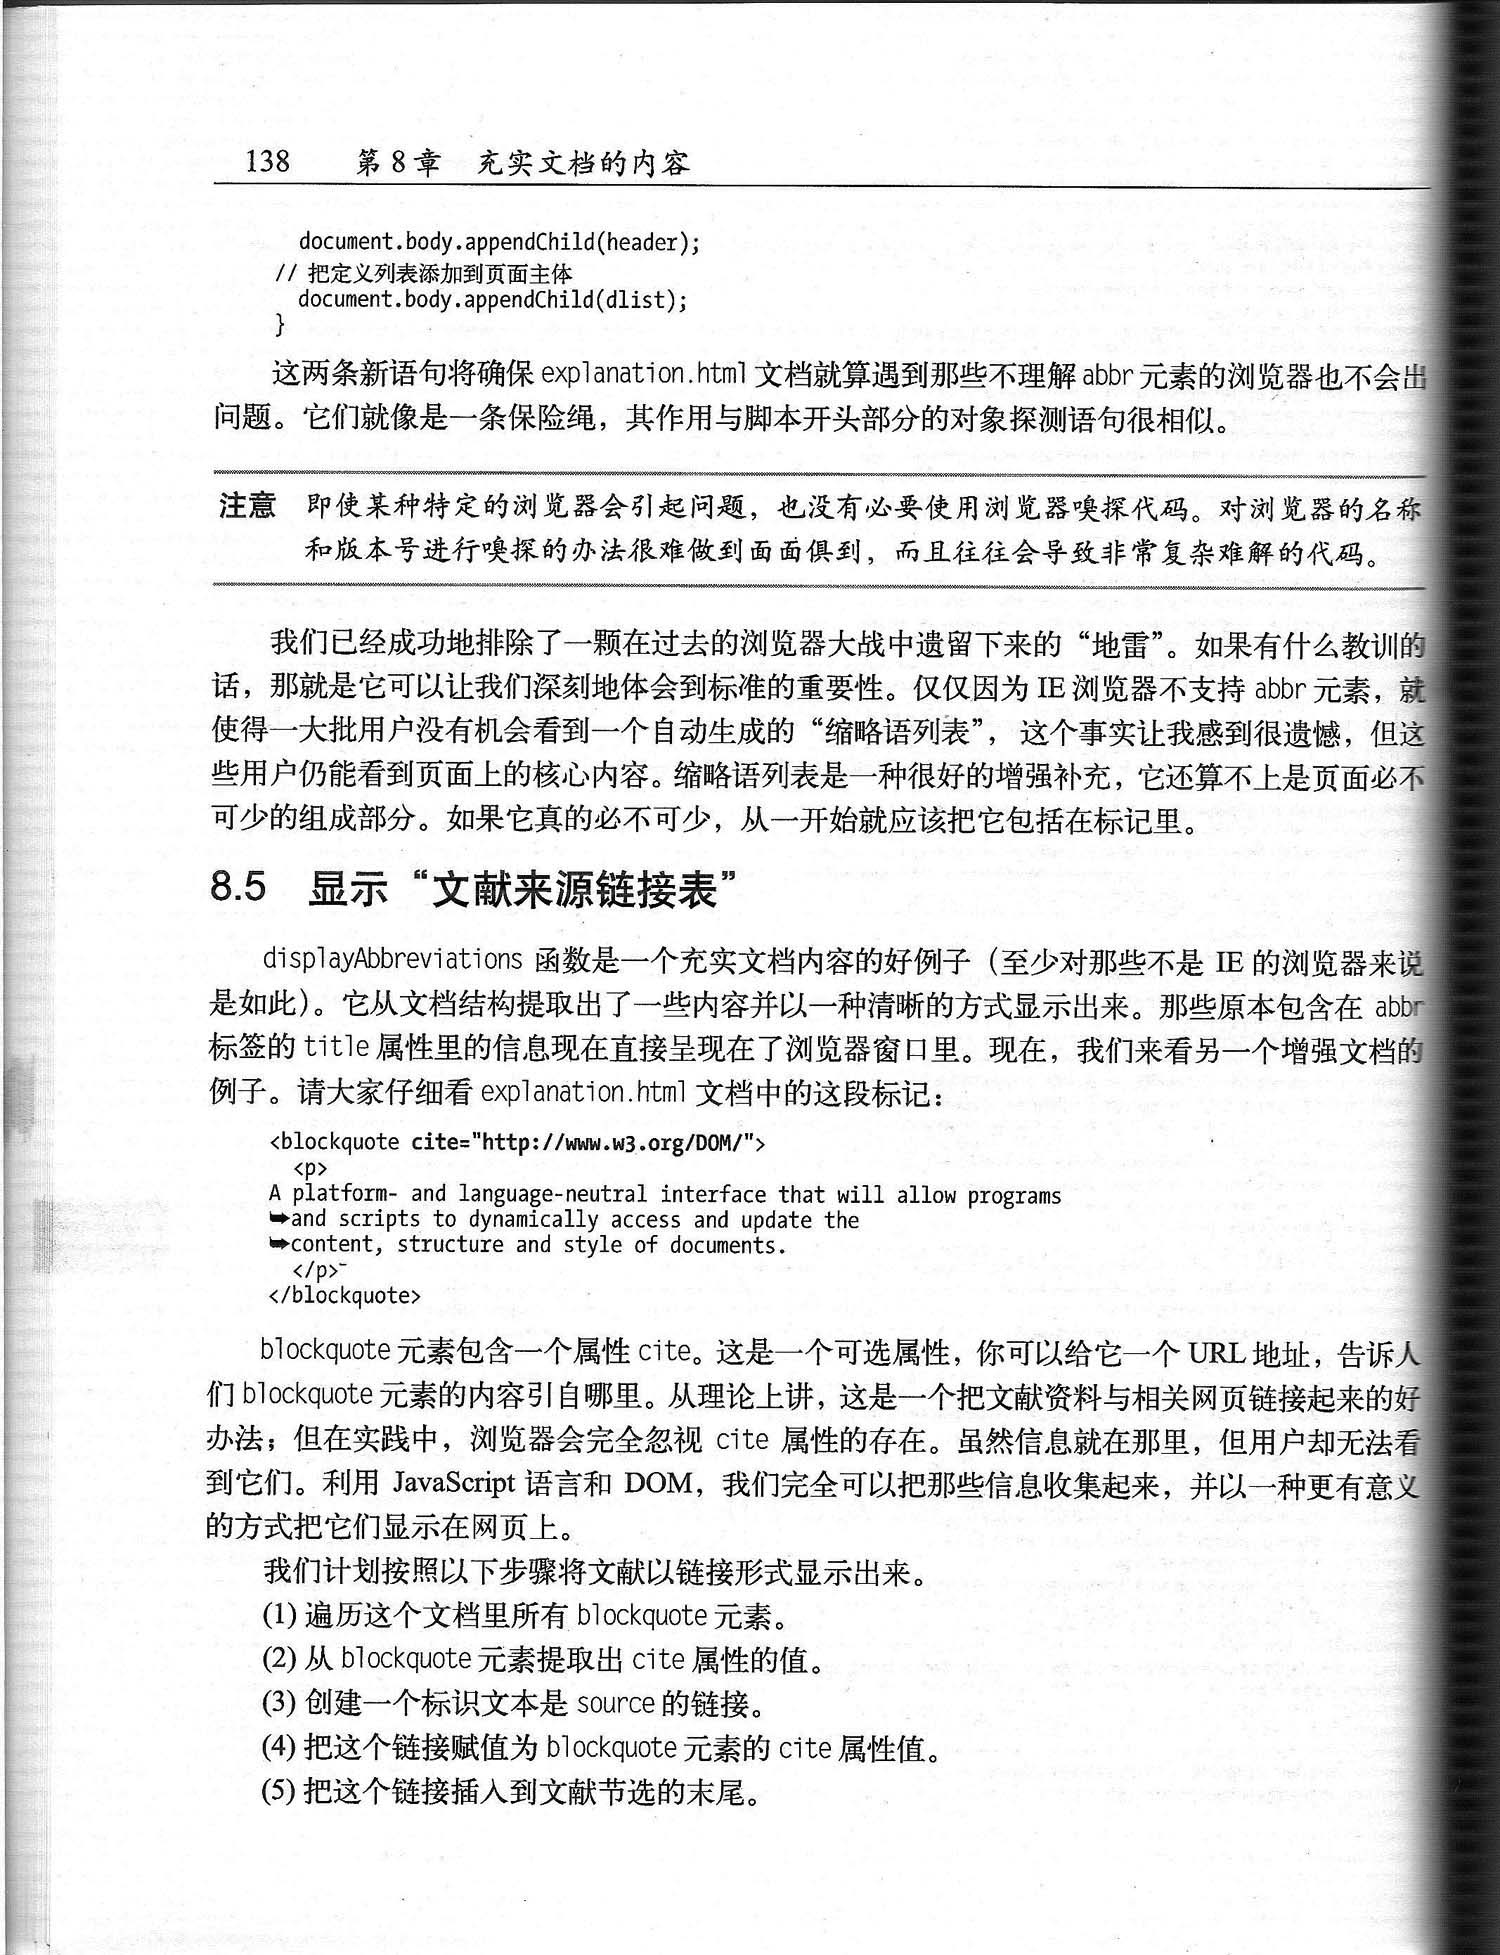 138 第 8 章 充实文档的内容
document.body.appendChild(header);
// 把定义列表添加到页面主体
document.body.appendChild(dlist);
}
这两条新语句将确保 explanation.html 文档就算遇到那些不理解 abbr 元素的浏览器也不会出
问题。它们就像是一条保险绳，其作用与脚本开头部分的对象探测语句很相似。
注意 即使某种特定的浏览器会引起问题，也没有必要使用浏览器嗅探代码。对浏览器的名称
和版本号进行嗅探的办法很难做到面面俱到，而且往往会导致非常复杂难解的代码。
我们已经成功地排除了一颗在过去的浏览器大战中遗留下来的“地雷”。如果有什么教训的
话，那就是它可以让我们深刻地体会到标准的重要性。仅仅因为 IE 浏览器不支持 abbr 元素，就
使得一大批用户没有机会看到一个自动生成的“缩略语列表”，这个事实让我感到很遗憾，但这
些用户仍能看到页面上的核心内容。缩略语列表是一种很好的增强补充，它还算不上是页面必不
可少的组成部分。如果它真的必不可少，从一开始就应该把它包括在标记里。
8.5 显示“文献来源链接表”
displayAbbreviations 函数是一个充实文档内容的好例子（至少对那些不是 IE 的浏览器来说
是如此）。它从文档结构提取出了一些内容并以一种清晰的方式显示出来。那些原本包含在 abbr
标签的 title 属性里的信息现在直接呈现在了浏览器窗口里。现在，我们来看另一个增强文档的
例子。请大家仔细看 explanation.html 文档中的这段标记：
<blockquote cite="http://www.w3.org/DOM/">
<p>
A platform- and language-neutral interface that will allow programs
➥and scripts to dynamically access and update the
➥content, structure and style of documents.
</p>
</blockquote>
blockquote 元素包含一个属性 cite。这是一个可选属性，你可以给它一个 URL 地址，告诉人
们 blockquote 元素的内容引自哪里。从理论上讲，这是一个把文献资料与相关网页链接起来的好
办法；但在实践中，浏览器会完全忽视 cite 属性的存在。虽然信息就在那里，但用户却无法看
到它们。利用 JavaScript 语言和 DOM，我们完全可以把那些信息收集起来，并以一种更有意义
的方式把它们显示在网页上。
我们计划按照以下步骤将文献以链接形式显示出来。
(1) 遍历这个文档里所有 blockquote 元素。
(2) 从 blockquote 元素提取出 cite 属性的值。
(3) 创建一个标识文本是 source 的链接。
(4) 把这个链接赋值为 blockquote 元素的 cite 属性值。
(5) 把这个链接插入到文献节选的末尾。